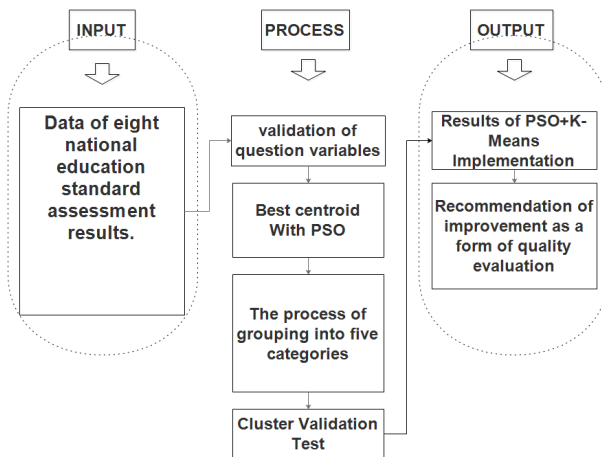 INPUT
PROCESS
OUTPUT
Data of eight
national
education
standard
assessment
results.
validation of
question variables
Best centroid
With PSO
The process of
grouping into five
categories
Cluster Validation
Test
Results of PSO+K-
Means
Implementation
Recommendation of
improvement as a
form of quality
evaluation